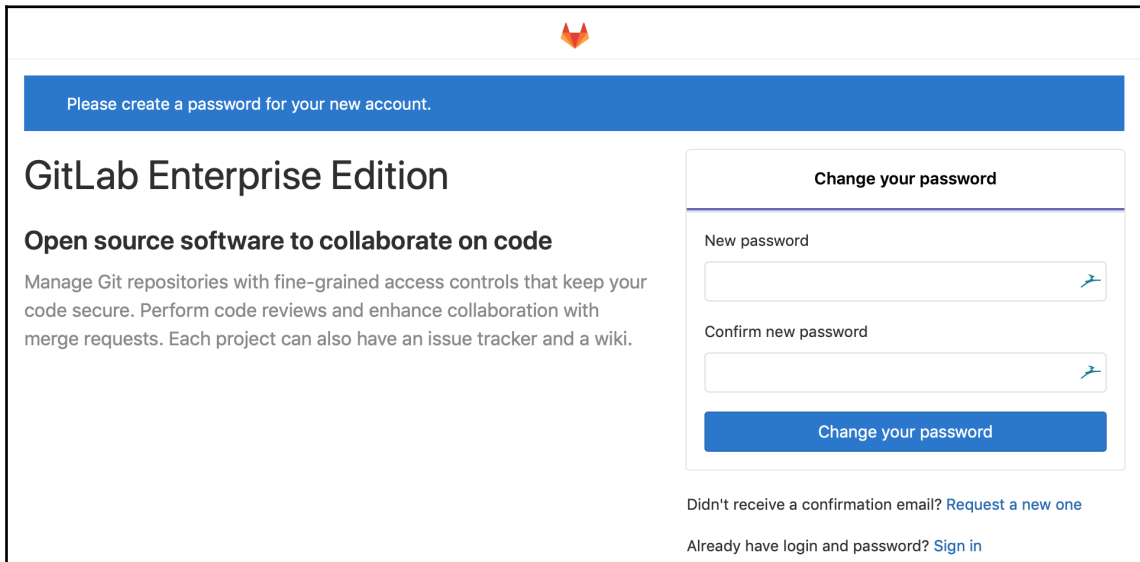 Please create a password for your new account.
GitLab Enterprise Edition
Open source software to collaborate on code
Manage Git repositories with fine-grained access controls that keep your
code secure. Perform code reviews and enhance collaboration with
merge requests. Each project can also have an issue tracker and a wiki.
Change your password
New password
Confirm new password
Change your password
Didn't receive a confirmation email? Request a new one
Already have login and password? Sign in